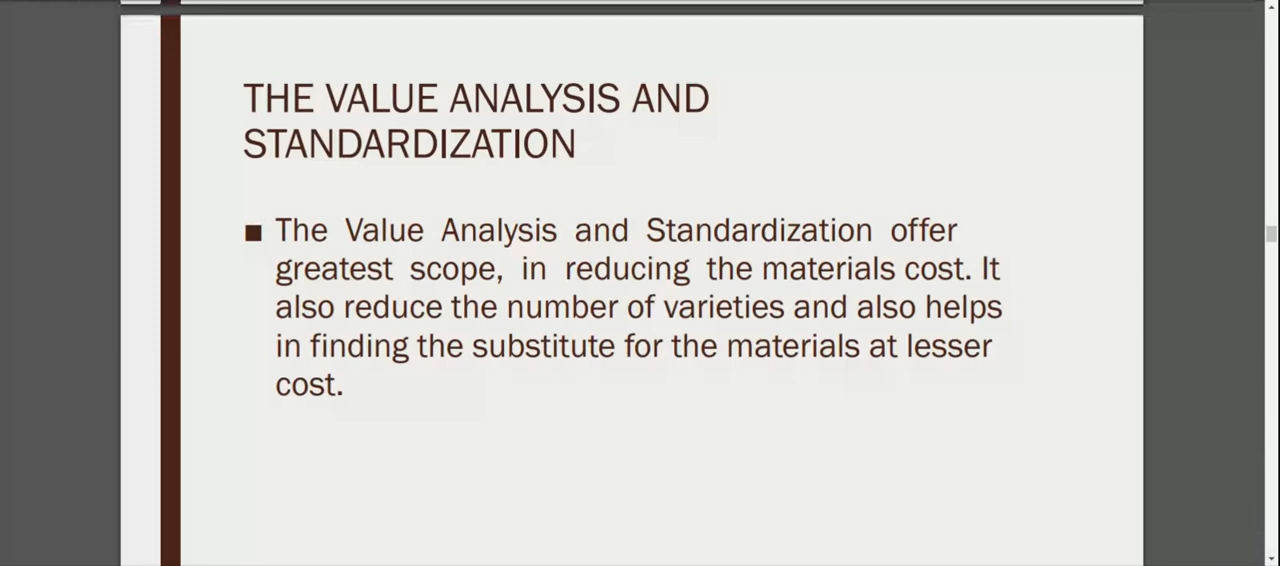 THE VALUE ANALYSIS AND
STANDARDIZATION
■ The Value Analysis and Standardization offer
greatest scope, in reducing the materials cost. It
also reduce the number of varieties and also helps
in finding the substitute for the materials at lesser
cost.